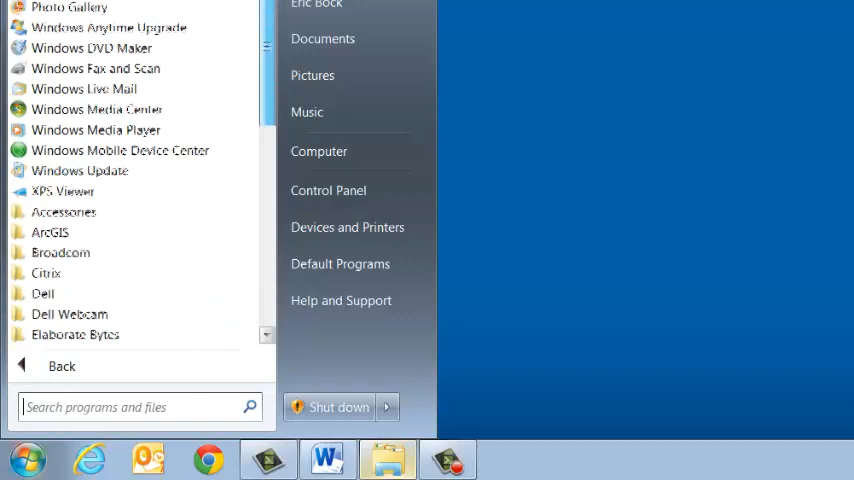 Photo Gallery
Windows Anytime Upgrade
Windows DVD Maker
Windows Fax and Scan
Windows Live Mail
Windows Media Center
Windows Media Player
Windows Mobile Device Center
Windows Update
XPS Viewer
Accessories
ArcGIS
Broadcom
Citrix
Dell
Dell Webcam
Elaborate Bytes
Back
Search programs and files
Eric Bock
Documents
Pictures
Music
Computer
Control Panel
Devices and Printers
Default Programs
Help and Support
Shut down